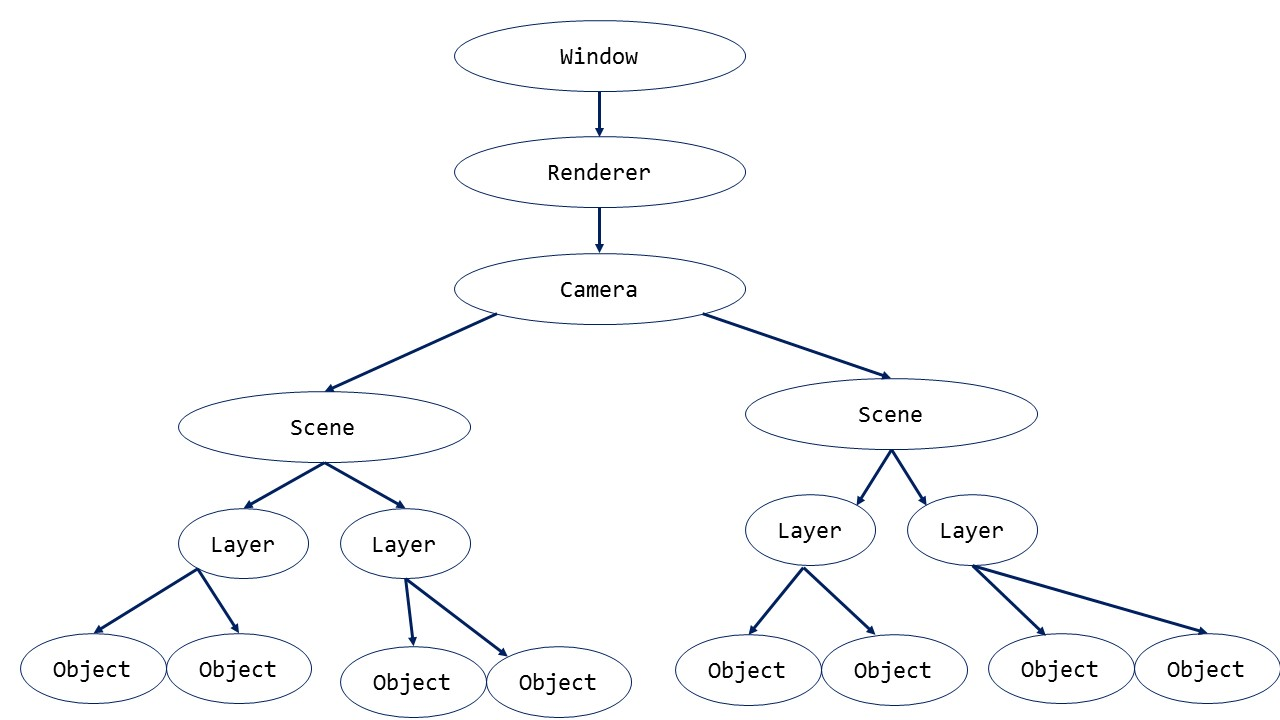 Window
Renderer
Camera
Scene
Scene
Layer
Layer
Layer
Layer
Object
Object
Object
Object
Object
Object
Object
Object